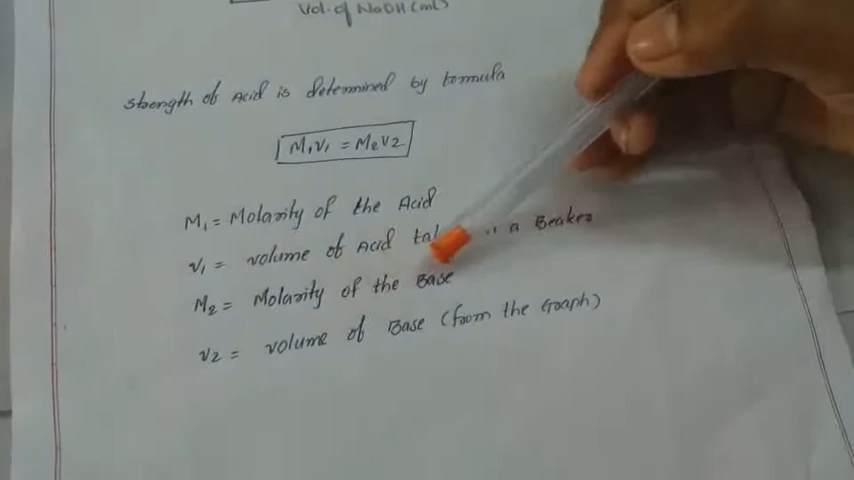 Vol. of NaOH (mL)
Strength of Acid is determined by formula
M₁V₁ = M₂V₂
M₁ = Molarity of the Acid
V₁ = volume of Acid a Beaker
M₂ = Molarity of the Base
V₂ = volume of Base (from the Graph)